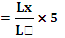 = Lx / L□ × 5